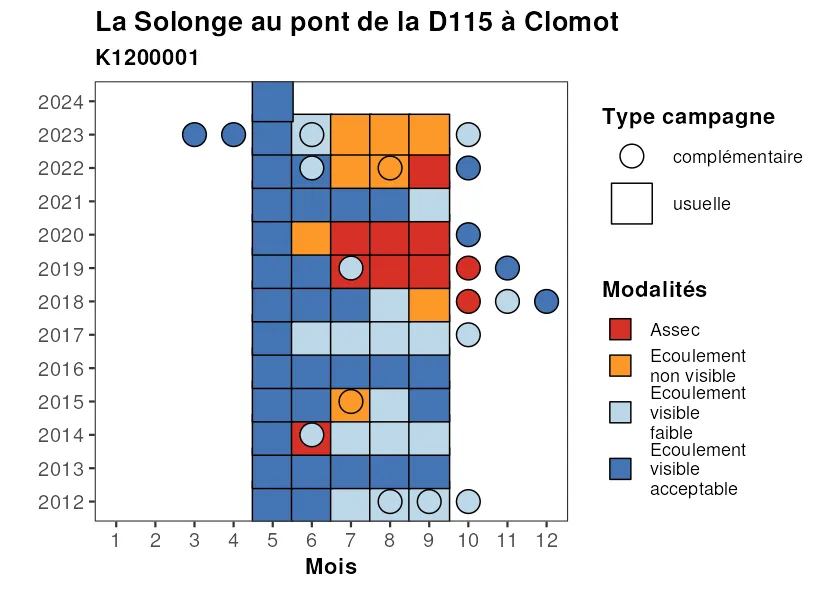 La Solonge au pont de la D115 à Clomot
K1200001
2024
2023
2022
2021
2020
2019
2018
2017
2016
2015
2014
2013
2012
1 2 3 4 5 6 7 8 9 10 11 12
Mois
Type campagne
complémentaire
usuelle
Modalités
Assec
Ecoulement
non visible
Ecoulement
visible
faible
Ecoulement
visible
acceptable